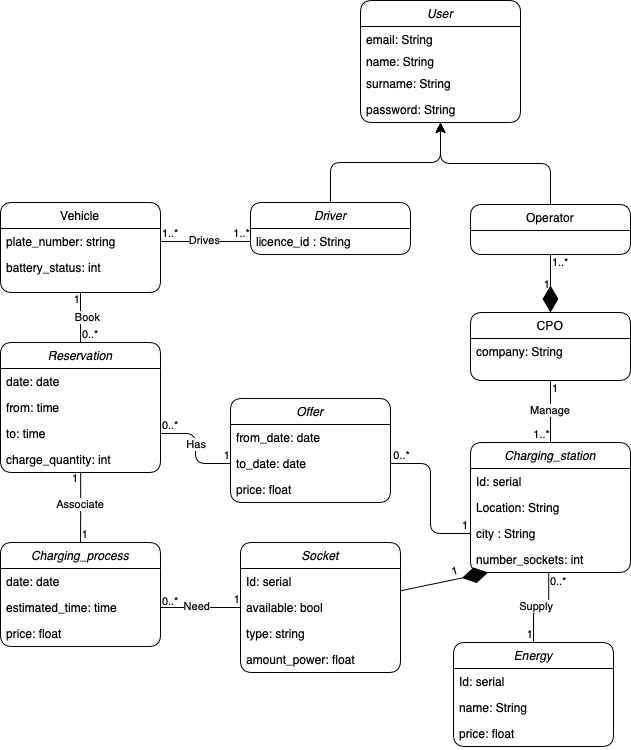 User
email: String
name: String
surname: String
password: String
Vehicle
plate_number: string
battery_status: int
1..*
Drives
1..*
Driver
licence_id : String
Operator
1..*
1
CPO
company: String
1
Manage
1..*
1
Book
0..*
Reservation
date: date
from: time
to: time
charge_quantity: int
0..*
Has
1
Offer
from_date: date
to_date: date
price: float
0..*
1
Charging_station
Id: serial
Location: String
city : String
number_sockets: int
1
Associate
1
Charging_process
date: date
estimated_time: time
price: float
0..*
Need
1
Socket
Id: serial
available: bool
type: string
amount_power: float
1
0..*
Supply
1
Energy
Id: serial
name: String
price: float